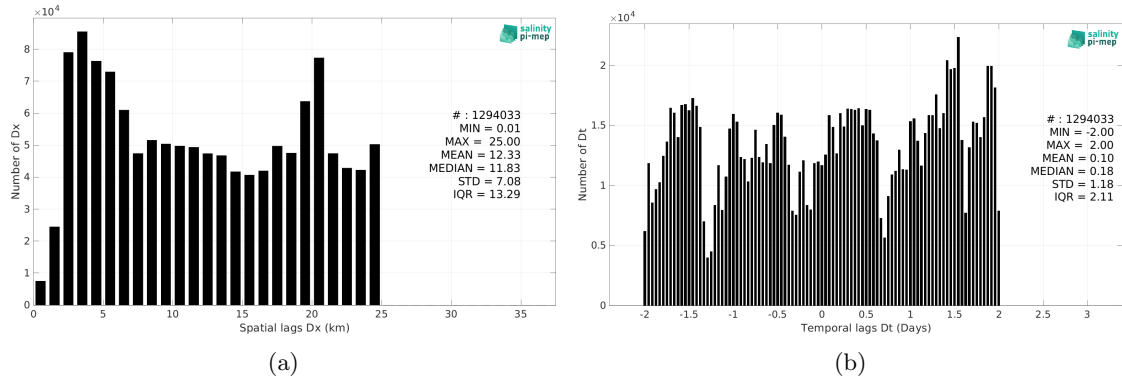 ×10⁴
salinity
pi-mep
8
7
6
5
4
3
2
1
0
Number of Dx
# : 1294033
MIN = 0.01
MAX = 25.00
MEAN = 12.33
MEDIAN = 11.83
STD = 7.08
IQR = 13.29
0 5 10 15 20 25 30 35
Spatial lags Dx (km)
(a)
×10⁴
salinity
pi-mep
2
1.5
1
0.5
0
Number of Dt
# : 1294033
MIN = -2.00
MAX = 2.00
MEAN = 0.10
MEDIAN = 0.18
STD = 1.18
IQR = 2.11
-2 -1.5 -1 -0.5 0 0.5 1 1.5 2 2.5 3
Temporal lags Dt (Days)
(b)